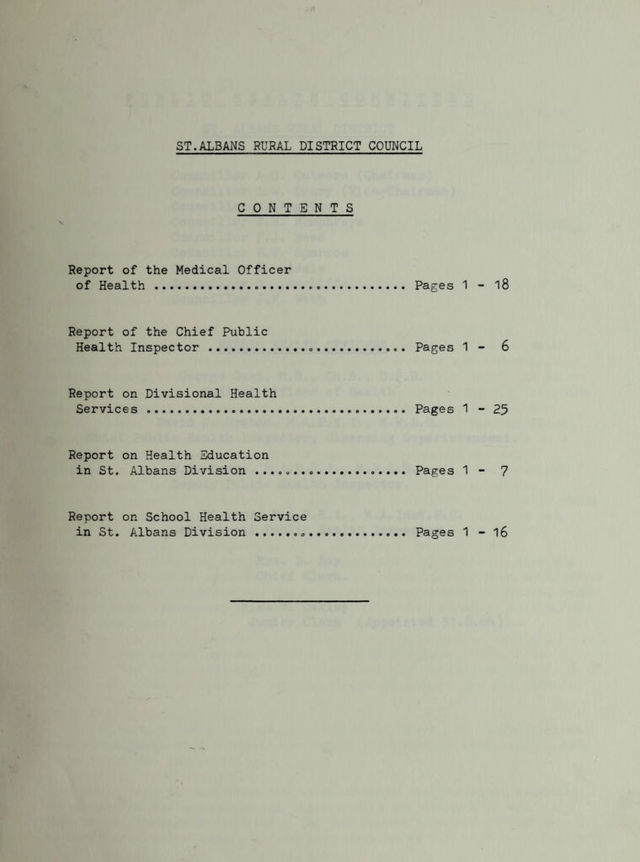 ST.ALBANS RURAL DISTRICT COUNCIL
C O N T E N T S
Report of the Medical Officer
of Health ................................. Pages 1 - 18
Report of the Chief Public
Health Inspector .......................... Pages 1 - 6
Report on Divisional Health
Services .................................. Pages 1 - 25
Report on Health Education
in St. Albans Division .................... Pages 1 - 7
Report on School Health Service
in St. Albans Division .................... Pages 1 - 16